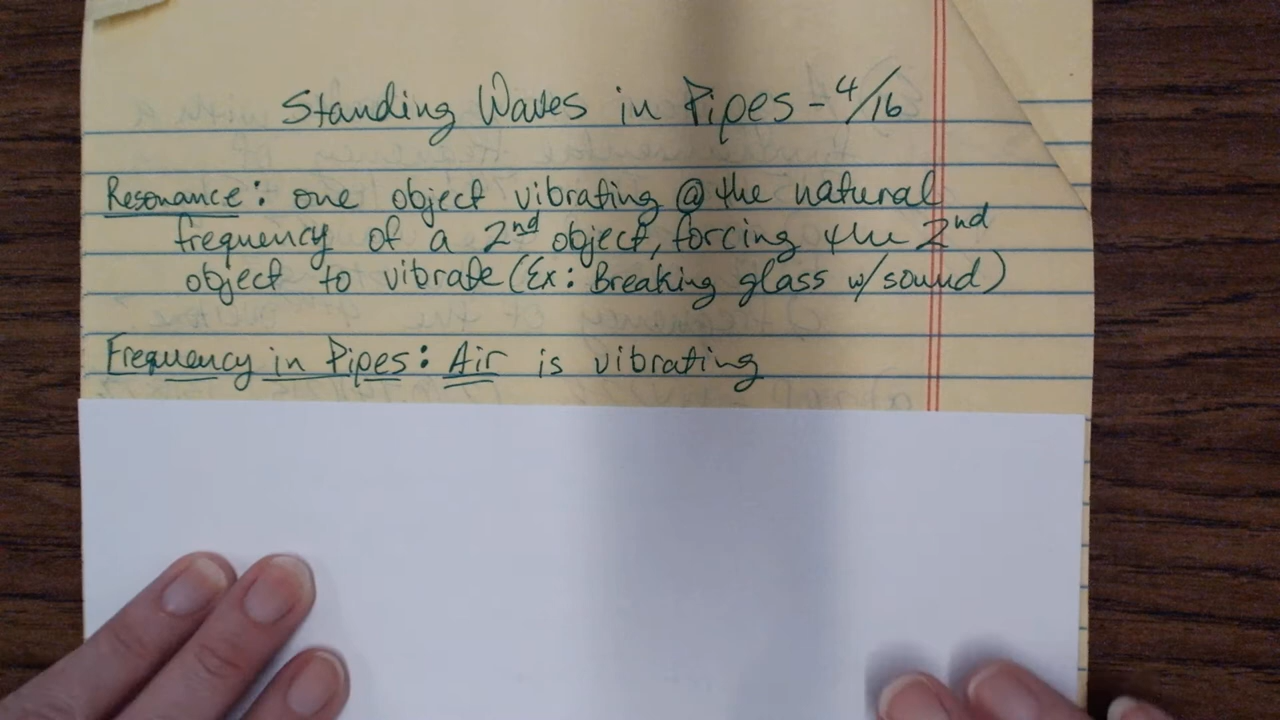 Standing Waves in Pipes - 4/16
Resonance: one object vibrating @ the natural
frequency of a 2nd object, forcing the 2nd
object to vibrate (Ex: Breaking glass w/sound)
Frequency in Pipes: Air is vibrating